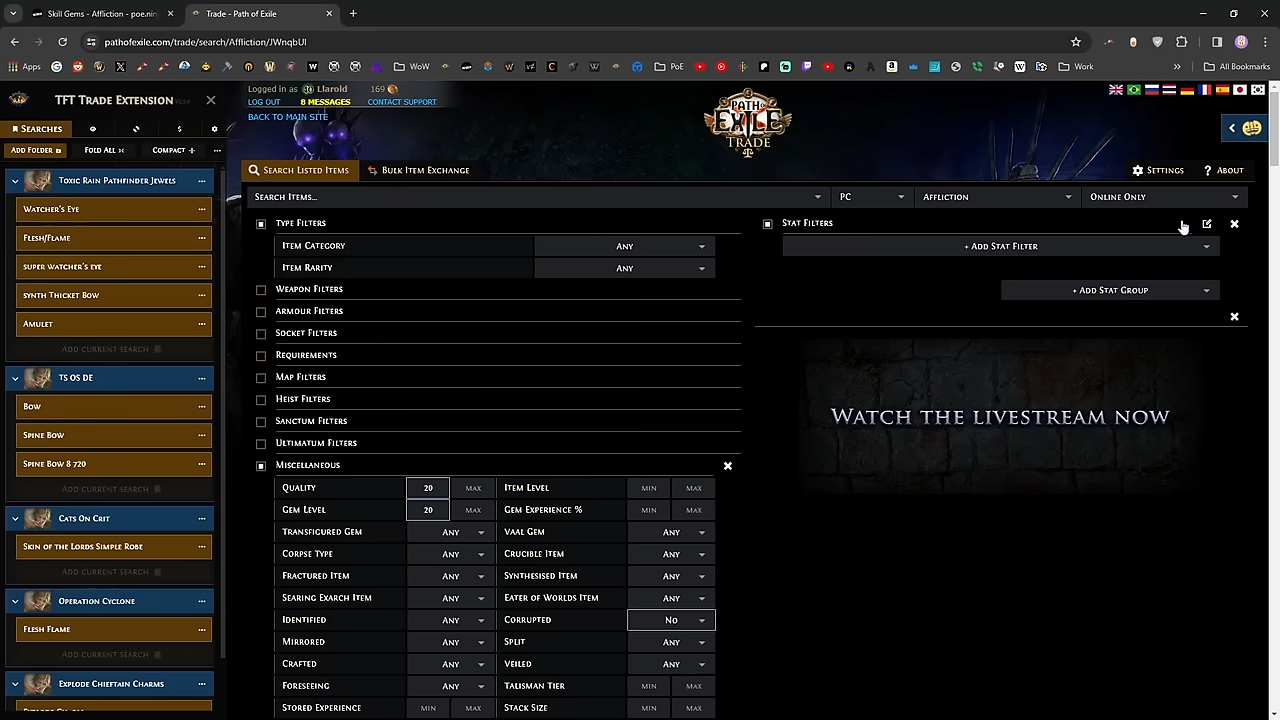 Skill Gems - Affliction - poe.nin
Trade - Path of Exile
pathofexile.com/trade/search/Affliction/JWnqbUl
Apps
WoW
PoE
Work
All Bookmarks
TFT Trade Extension
Searches
Add Folder
Fold All
Compact
Toxic Rain Pathfinder Jewels
Watcher's Eye
Flesh/Flame
super watcher's eye
synth Thicket Bow
Amulet
Add current search
TS OS DE
Bow
Spine Bow
Spine Bow 8 720
Add current search
Cats On Crit
Skin of the Lords Simple Robe
Add current search
Operation Cyclone
Flesh Flame
Add current search
Explode Chieftain Charms
Logged in as Llarold 169
LOG OUT 8 MESSAGES CONTACT SUPPORT
BACK TO MAIN SITE
PATH OF EXILE TRADE
Search Listed Items
Bulk Item Exchange
Settings
? About
Search Items...
PC
Affliction
Online Only
Type Filters
Item Category Any
Item Rarity Any
Weapon Filters
Armour Filters
Socket Filters
Requirements
Map Filters
Heist Filters
Sanctum Filters
Ultimatum Filters
Miscellaneous
Quality 20 MAX Item Level MIN MAX
Gem Level 20 MAX Gem Experience % MIN MAX
Transfigured Gem Any Vaal Gem Any
Corpse Type Any Crucible Item Any
Fractured Item Any Synthesised Item Any
Searing Exarch Item Any Eater of Worlds Item Any
Identified Any Corrupted No
Mirrored Any Split Any
Crafted Any Veiled Any
Foreseeing Any Talisman Tier MIN MAX
Stored Experience MIN MAX Stack Size MIN MAX
Stat Filters
+ Add Stat Filter
+ Add Stat Group
Watch the livestream now